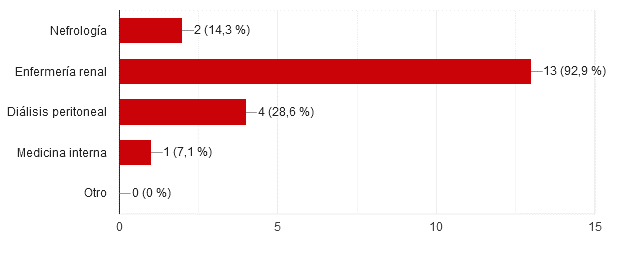 Nefrología
2 (14,3 %)
Enfermería renal
13 (92,9 %)
Diálisis peritoneal
4 (28,6 %)
Medicina interna
1 (7,1 %)
Otro
0 (0 %)
0
5
10
15